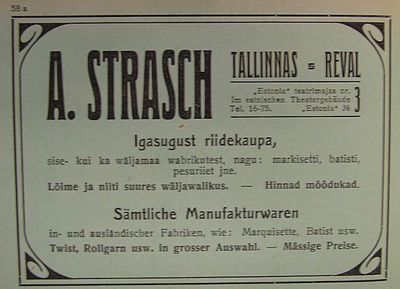 58 a
A. STRASCH
TALLINNAS s REVAL
„Estonia" teatrimajas nr. 3
Im estnischen Theatergebäude
Tel. 16-75. „Estonia" №
Igasugust riidekaupa,
sise- kui ka wäljamaa wabrikutest, nagu: markisetti, batisti,
pesuriiet jne.
Lõime ja niiti suures wäljawalikus. — Hinnad mõõdukad.
Sämtliche Manufakturwaren
in- und ausländischer Fabriken, wie: Marquisette, Batist usw.
Twist, Rollgarn usw. in grosser Auswahl. — Mässige Preise.